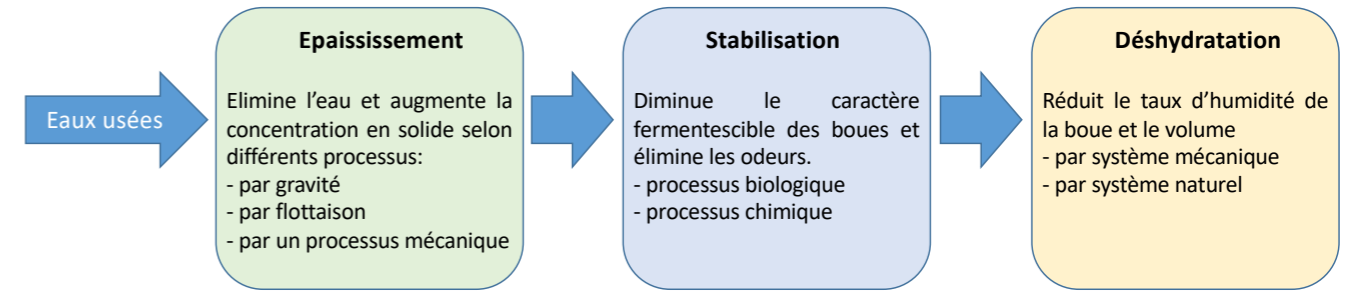 Eaux usées
Epaississement
Elimine l’eau et augmente la
concentration en solide selon
différents processus:
- par gravité
- par flottaison
- par un processus mécanique
Stabilisation
Diminue le caractère
fermentescible des boues et
élimine les odeurs.
- processus biologique
- processus chimique
Déshydratation
Réduit le taux d’humidité de
la boue et le volume
- par système mécanique
- par système naturel